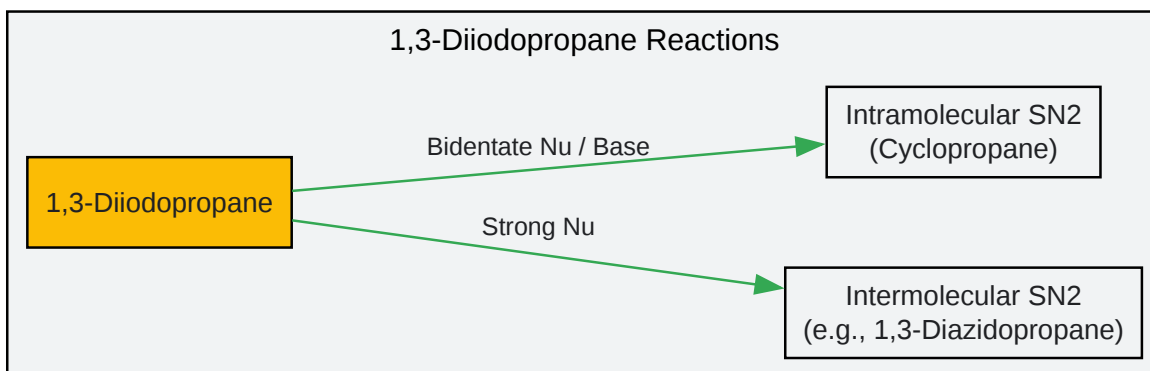 1,3-Diiodopropane Reactions
Intramolecular SN2
(Cyclopropane)
Bidentate Nu / Base
1,3-Diiodopropane
Strong Nu
Intermolecular SN2
(e.g., 1,3-Diazidopropane)